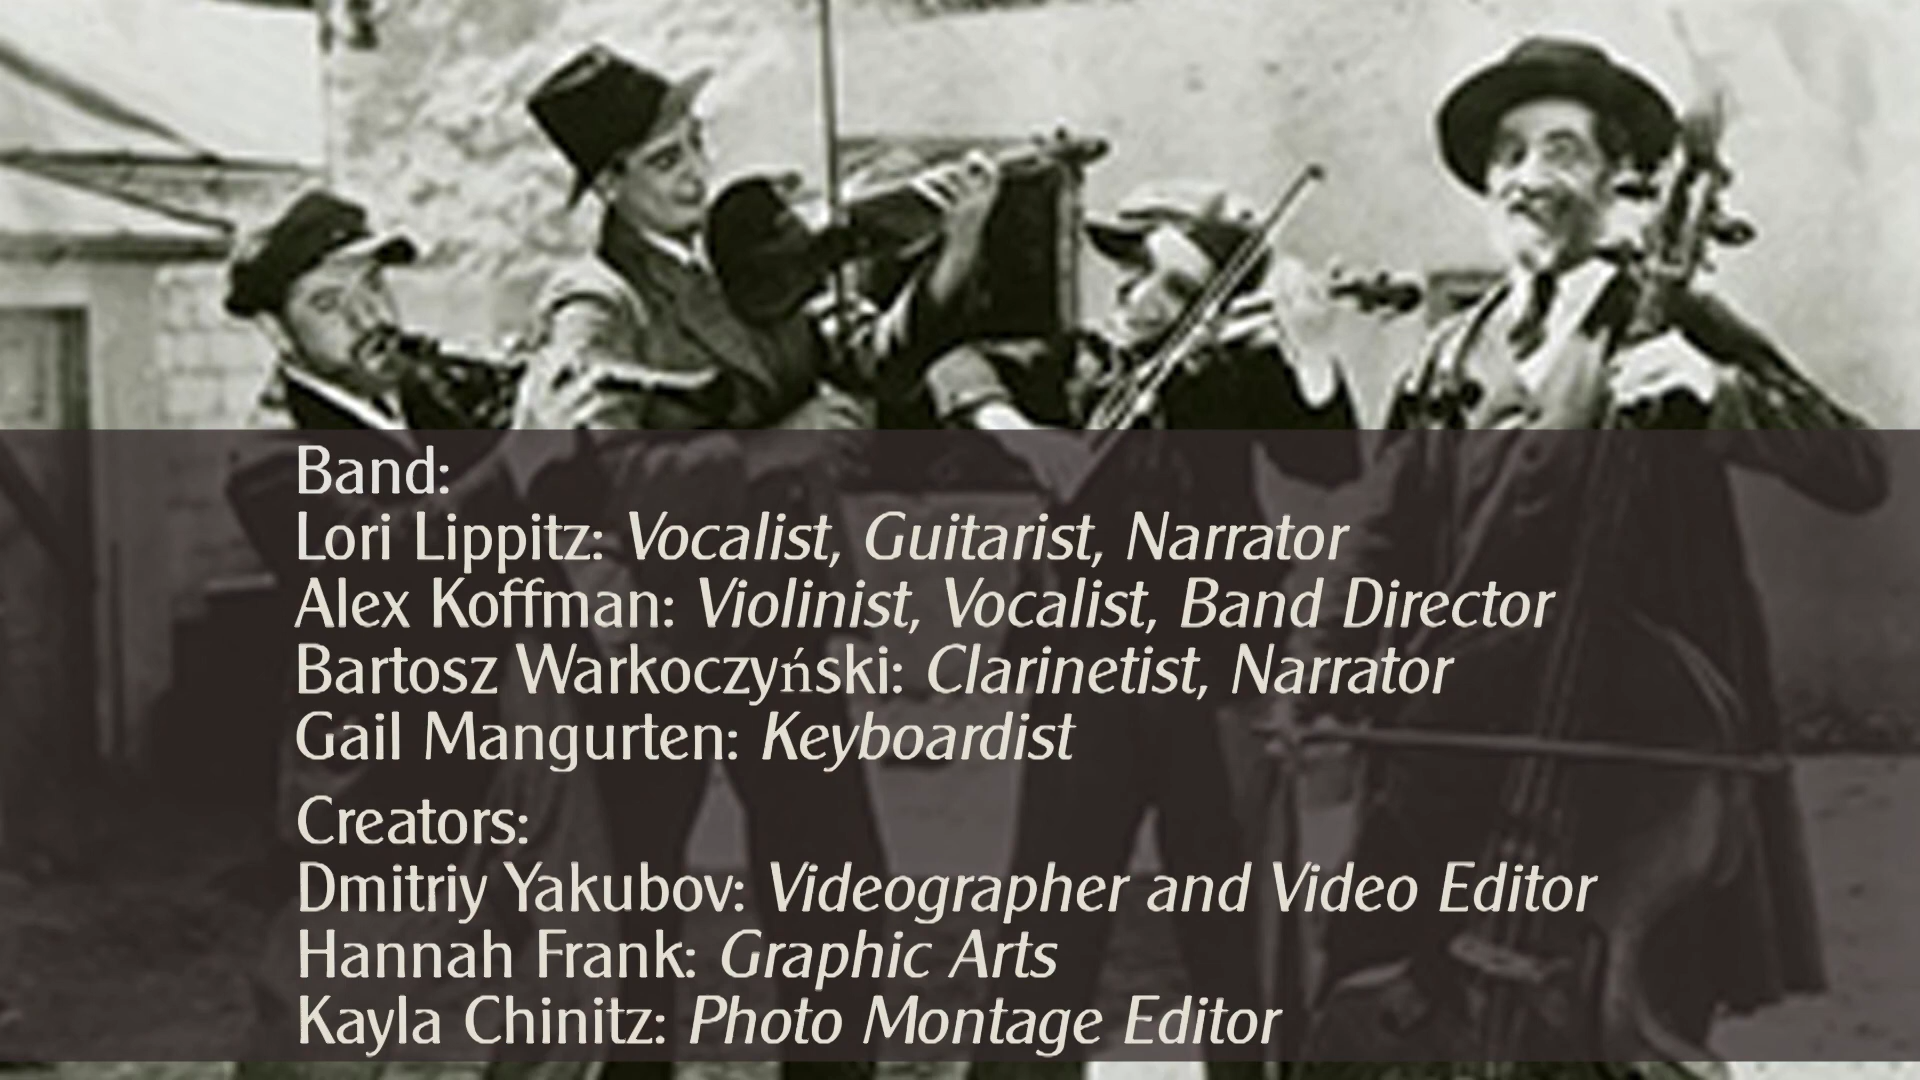 Band:
Lori Lippitz: Vocalist, Guitarist, Narrator
Alex Koffman: Violinist, Vocalist, Band Director
Bartosz Warkoczyński: Clarinetist, Narrator
Gail Mangurten: Keyboardist
Creators:
Dmitriy Yakubov: Videographer and Video Editor
Hannah Frank: Graphic Arts
Kayla Chinitz: Photo Montage Editor